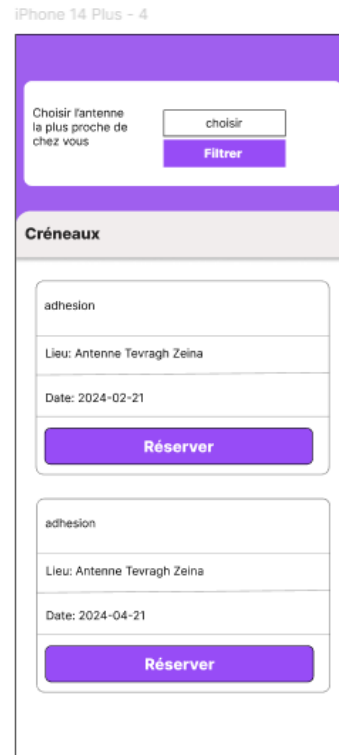 iPhone 14 Plus - 4
Choisir l'antenne
la plus proche de
chez vous
choisir
Filtrer
Créneaux
adhesion
Lieu: Antenne Tevragh Zeina
Date: 2024-02-21
Réserver
adhesion
Lieu: Antenne Tevragh Zeina
Date: 2024-04-21
Réserver